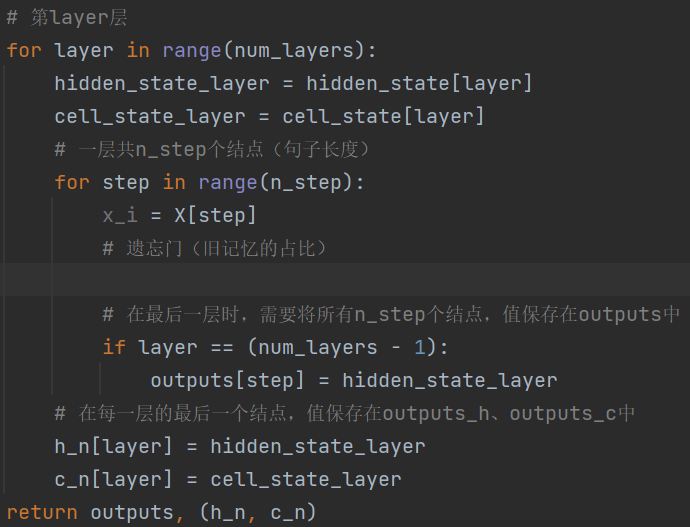 # 第layer层
for layer in range(num_layers):
hidden_state_layer = hidden_state[layer]
cell_state_layer = cell_state[layer]
# 一层共n_step个结点（句子长度）
for step in range(n_step):
x_i = X[step]
# 遗忘门（旧记忆的占比）
# 在最后一层时，需要将所有n_step个结点，值保存在outputs中
if layer == (num_layers - 1):
outputs[step] = hidden_state_layer
# 在每一层的最后一个结点，值保存在outputs_h、outputs_c中
h_n[layer] = hidden_state_layer
c_n[layer] = cell_state_layer
return outputs, (h_n, c_n)